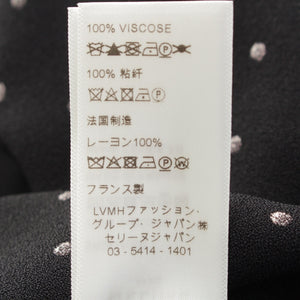 100% VISCOSE
100% 粘纤
法国制造
レーヨン100%
フランス製
LVMHファッション・
グループ・ジャパン㈱
セリーヌジャパン
03 - 5414 - 1401